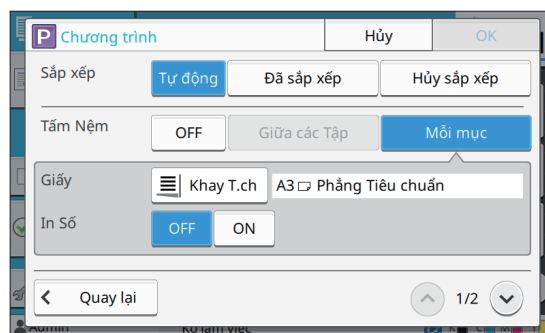 P Chương trình Hủy OK
Sắp xếp Tự động Đã sắp xếp Hủy sắp xếp
Tấm Nệm OFF Giữa các Tập Mỗi mục
Giấy Khay T.ch A3 Phẳng Tiêu chuẩn
In Số OFF ON
Quay lại 1/2
Admin